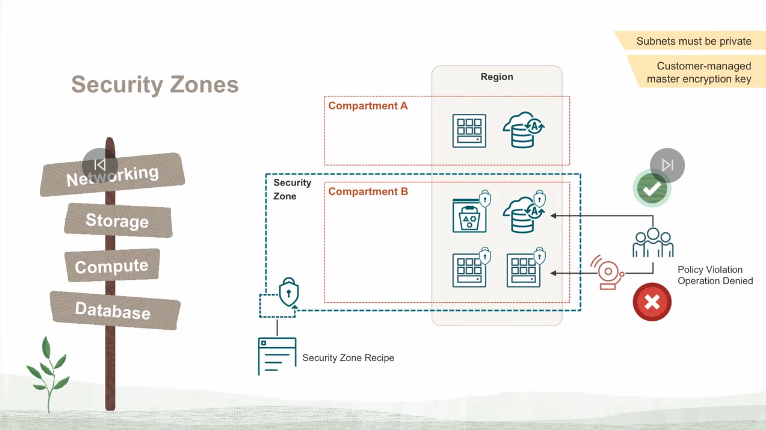 Subnets must be private
Customer-managed
master encryption key
Security Zones
Region
Compartment A
A
Networking
Storage
Compute
Database
Security
Zone
Compartment B
A
Policy Violation
Operation Denied
Security Zone Recipe